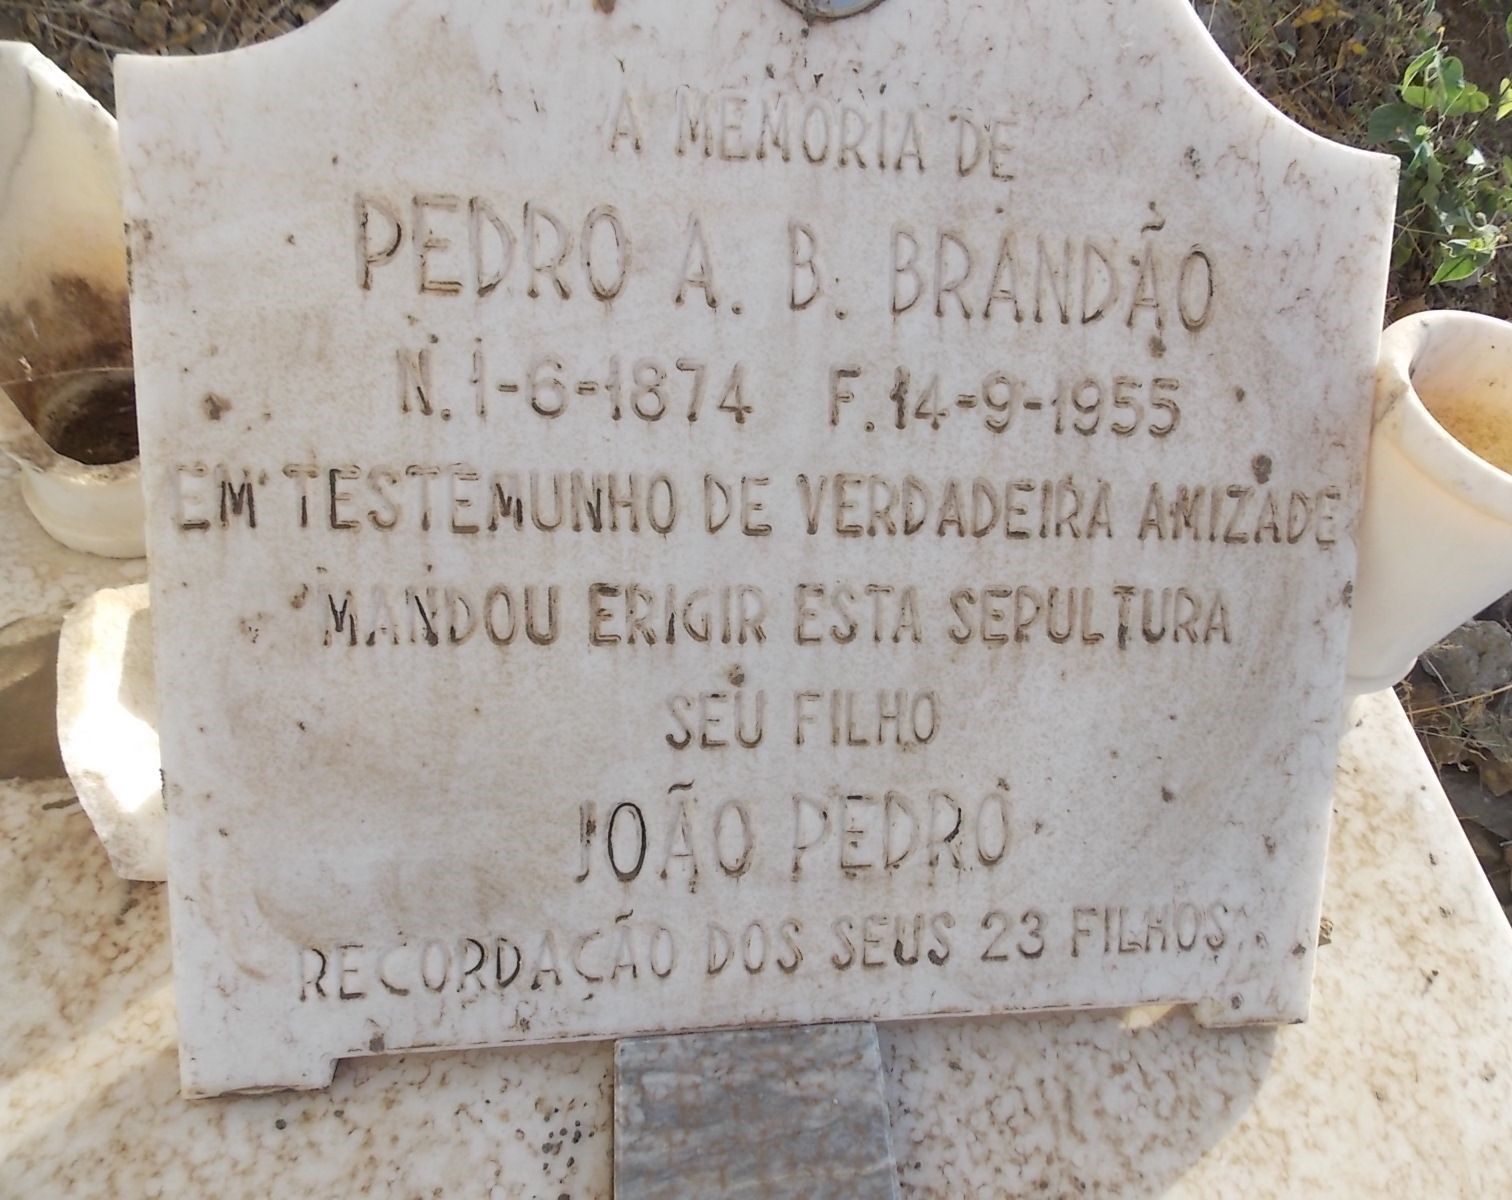 A MEMÓRIA DE
PEDRO A. B. BRANDÃO
N. 1-6-1874 F. 14-9-1955
EM TESTEMUNHO DE VERDADEIRA AMIZADE
MANDOU ERIGIR ESTA SEPULTURA
SEU FILHO
JOÃO PEDRO
RECORDAÇÃO DOS SEUS 23 FILHOS